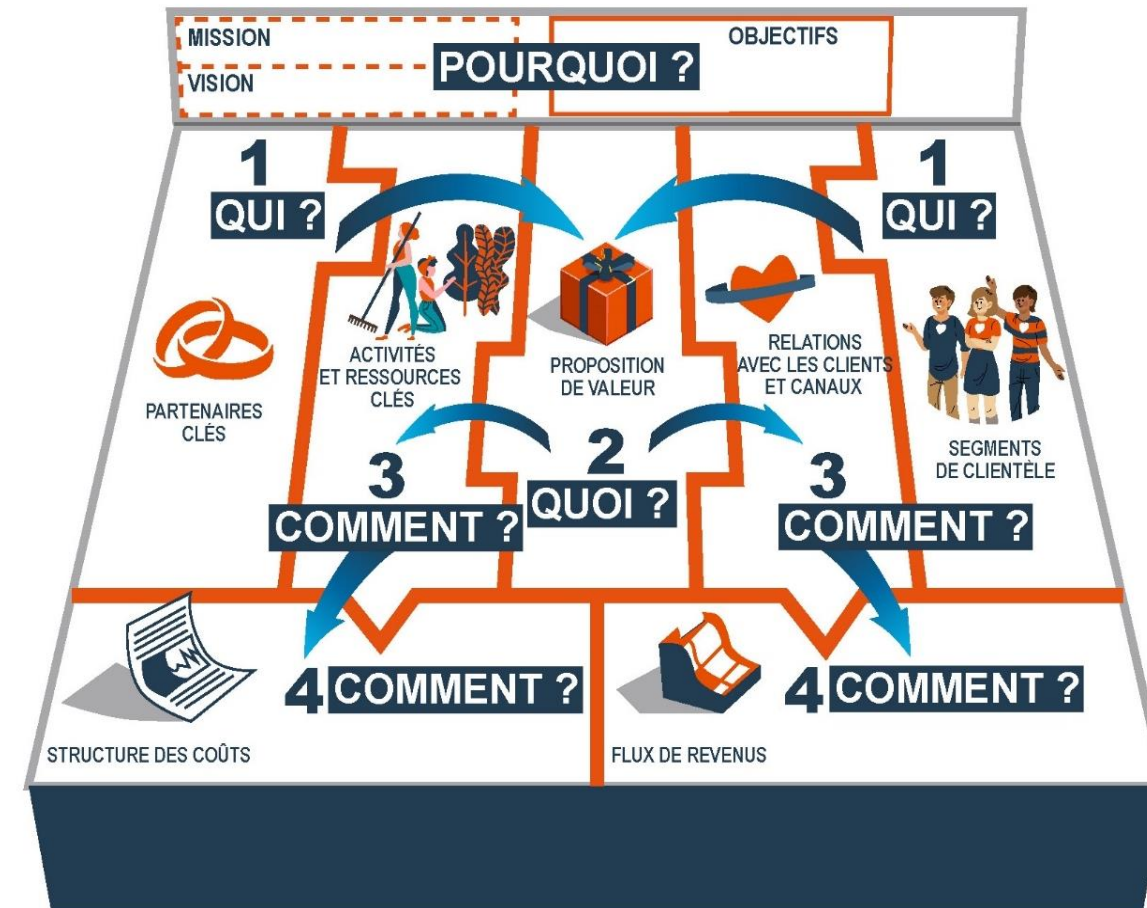 MISSION
OBJECTIFS
POURQUOI ?
VISION
1
QUI ?
1
QUI ?
PARTENAIRES
CLÉS
ACTIVITÉS
ET RESSOURCES
CLÉS
PROPOSITION
DE VALEUR
RELATIONS
AVEC LES CLIENTS
ET CANAUX
SEGMENTS
DE CLIENTÈLE
2
QUOI ?
3
COMMENT ?
3
COMMENT ?
4 COMMENT ?
4 COMMENT ?
STRUCTURE DES COÛTS
FLUX DE REVENUS